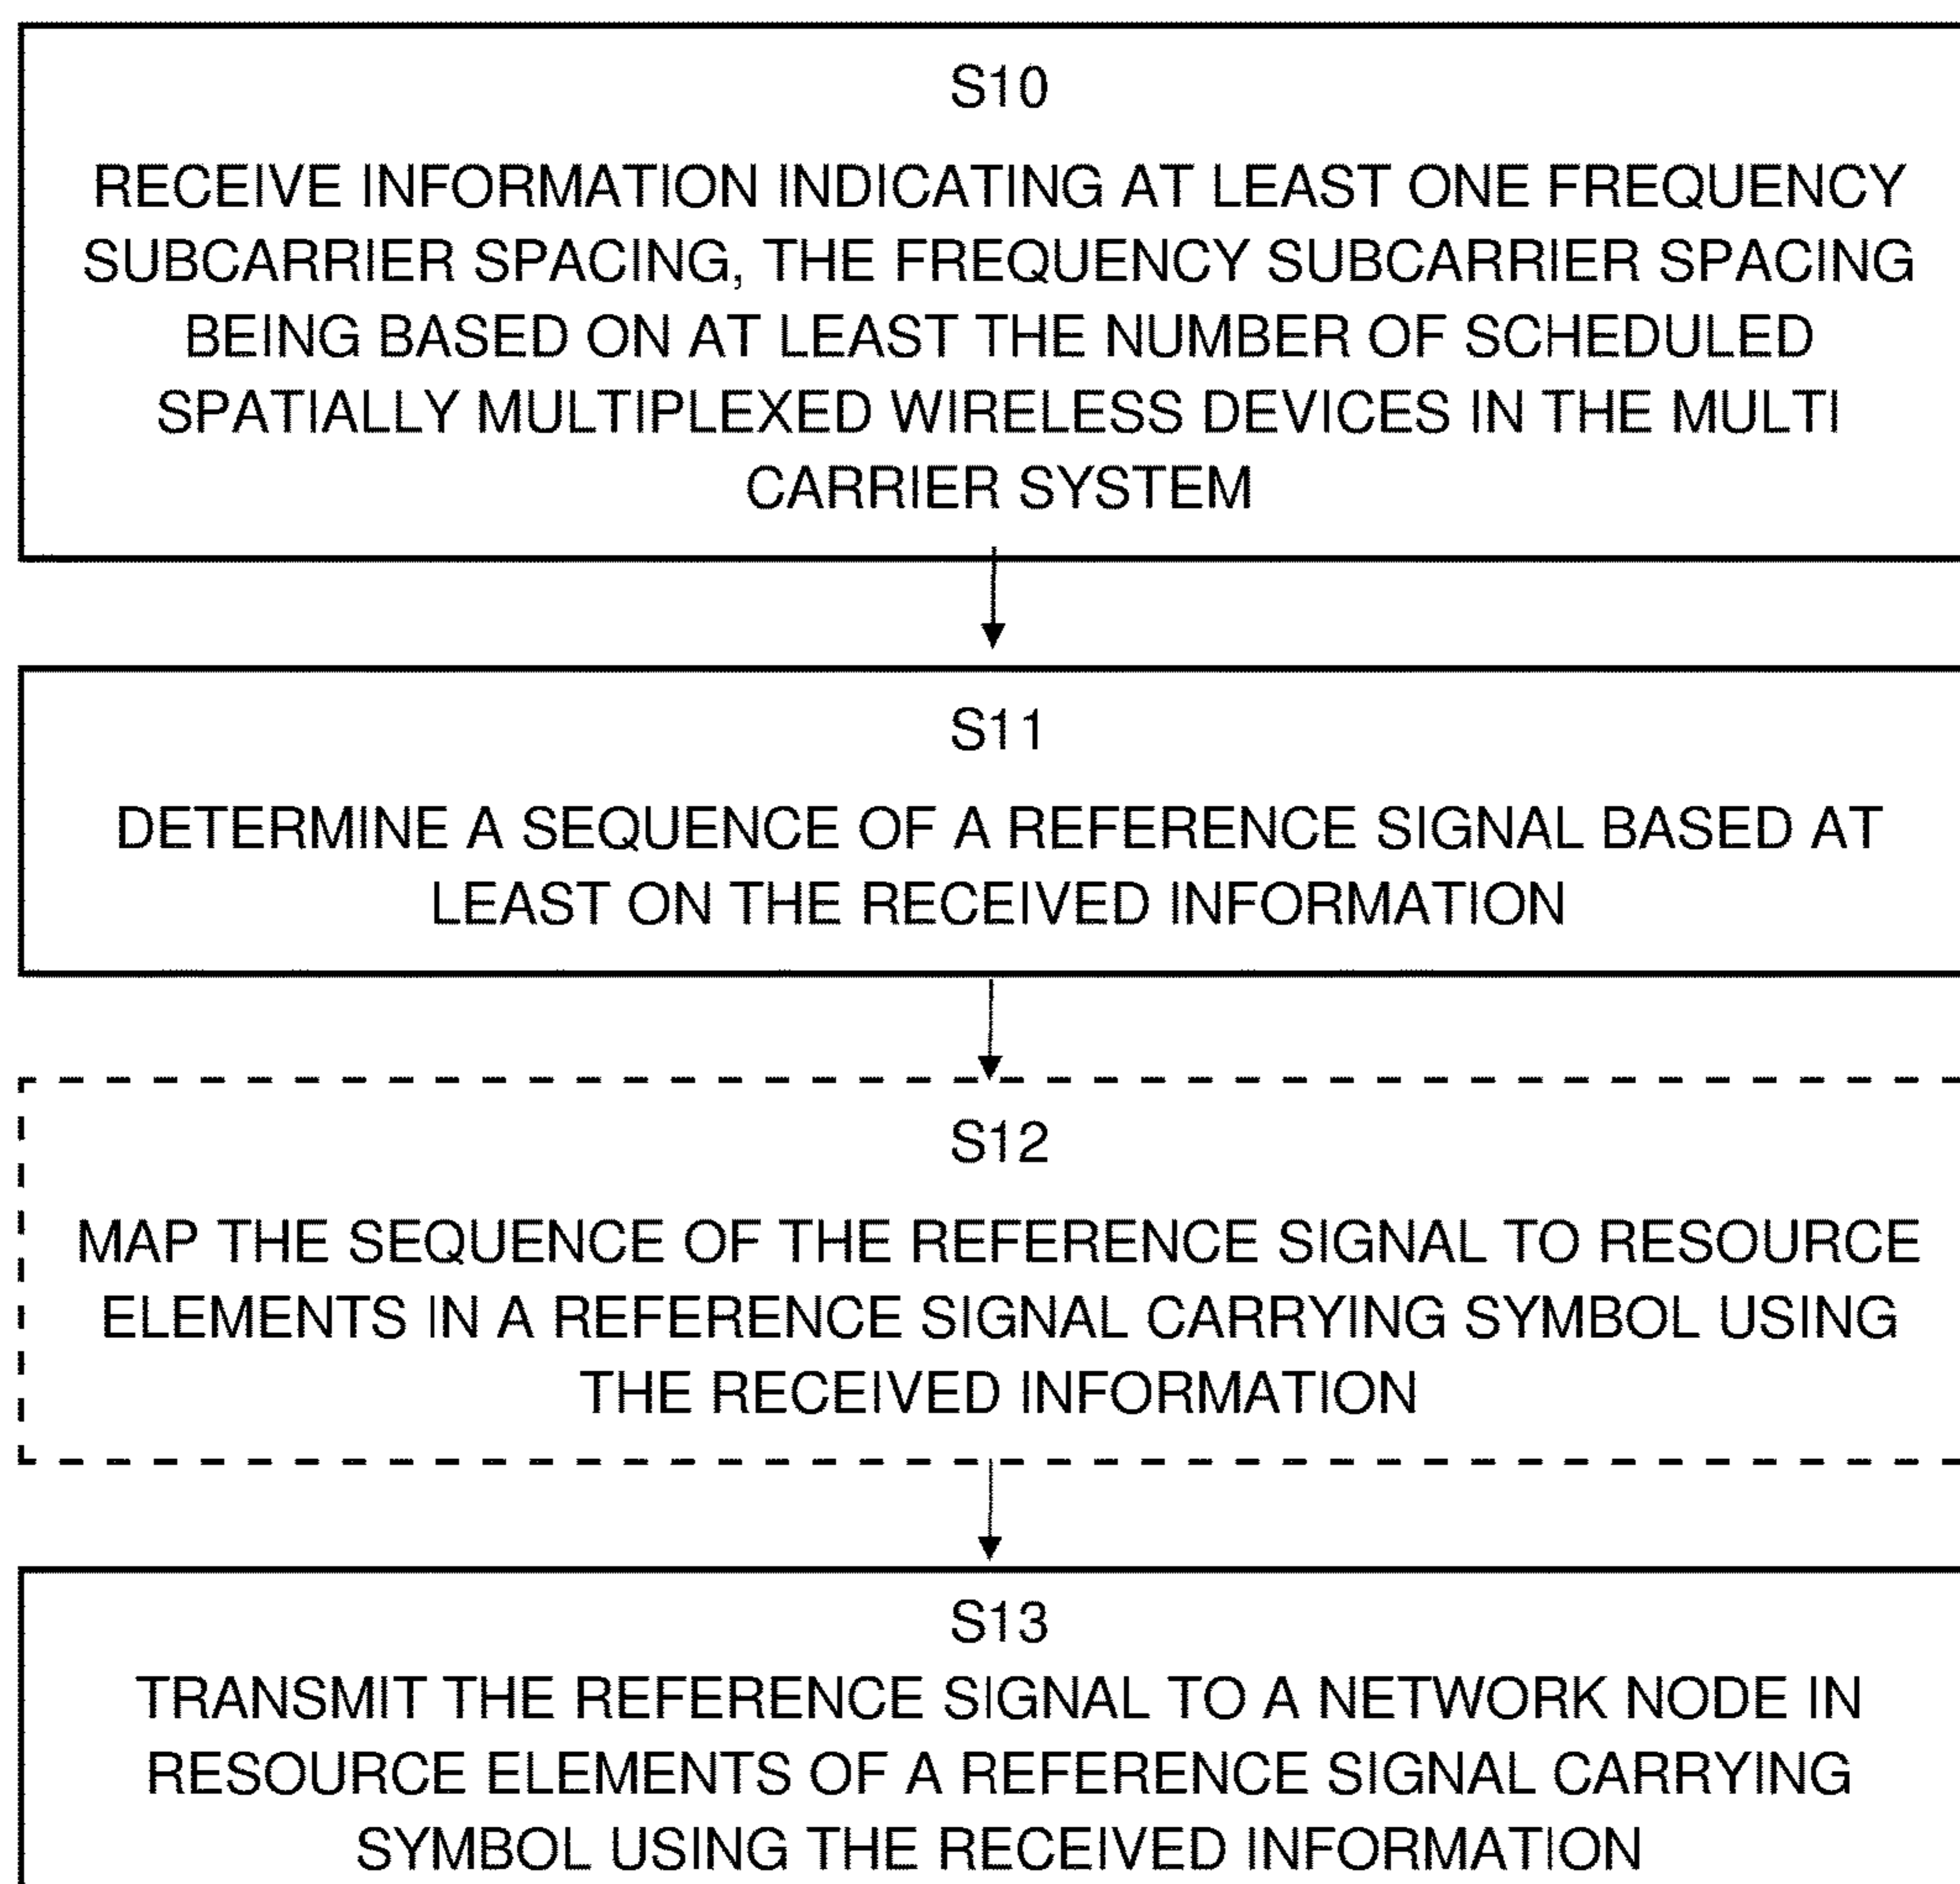 S10
RECEIVE INFORMATION INDICATING AT LEAST ONE FREQUENCY
SUBCARRIER SPACING, THE FREQUENCY SUBCARRIER SPACING
BEING BASED ON AT LEAST THE NUMBER OF SCHEDULED
SPATIALLY MULTIPLEXED WIRELESS DEVICES IN THE MULTI
CARRIER SYSTEM
S11
DETERMINE A SEQUENCE OF A REFERENCE SIGNAL BASED AT
LEAST ON THE RECEIVED INFORMATION
S12
MAP THE SEQUENCE OF THE REFERENCE SIGNAL TO RESOURCE
ELEMENTS IN A REFERENCE SIGNAL CARRYING SYMBOL USING
THE RECEIVED INFORMATION
S13
TRANSMIT THE REFERENCE SIGNAL TO A NETWORK NODE IN
RESOURCE ELEMENTS OF A REFERENCE SIGNAL CARRYING
SYMBOL USING THE RECEIVED INFORMATION